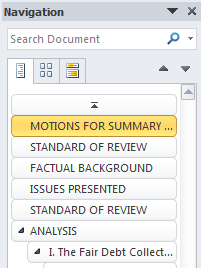 Navigation
Search Document
MOTIONS FOR SUMMARY ...
STANDARD OF REVIEW
FACTUAL BACKGROUND
ISSUES PRESENTED
STANDARD OF REVIEW
ANALYSIS
I. The Fair Debt Collect...